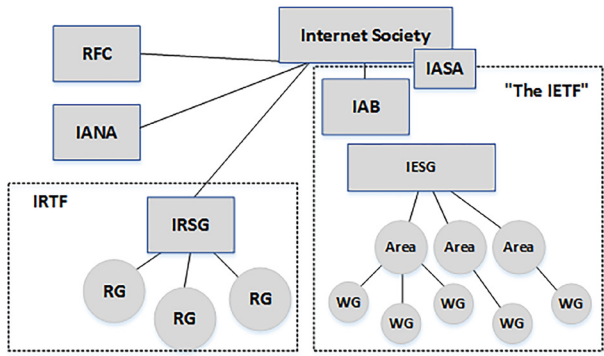 Internet Society
RFC
IASA
"The IETF"
IAB
IANA
IESG
IRTF
IRSG
Area
Area
Area
RG
RG
RG
WG
WG
WG
WG
WG